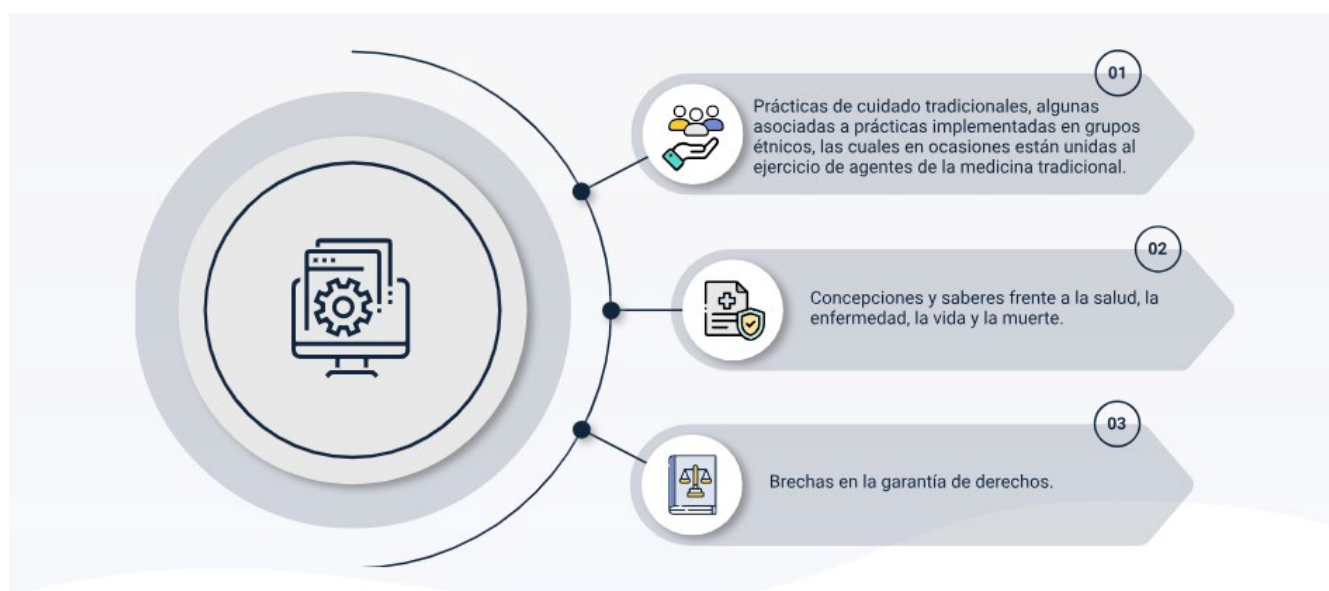 01
Prácticas de cuidado tradicionales, algunas
asociadas a prácticas implementadas en grupos
étnicos, las cuales en ocasiones están unidas al
ejercicio de agentes de la medicina tradicional.
02
Concepciones y saberes frente a la salud, la
enfermedad, la vida y la muerte.
03
Brechas en la garantía de derechos.